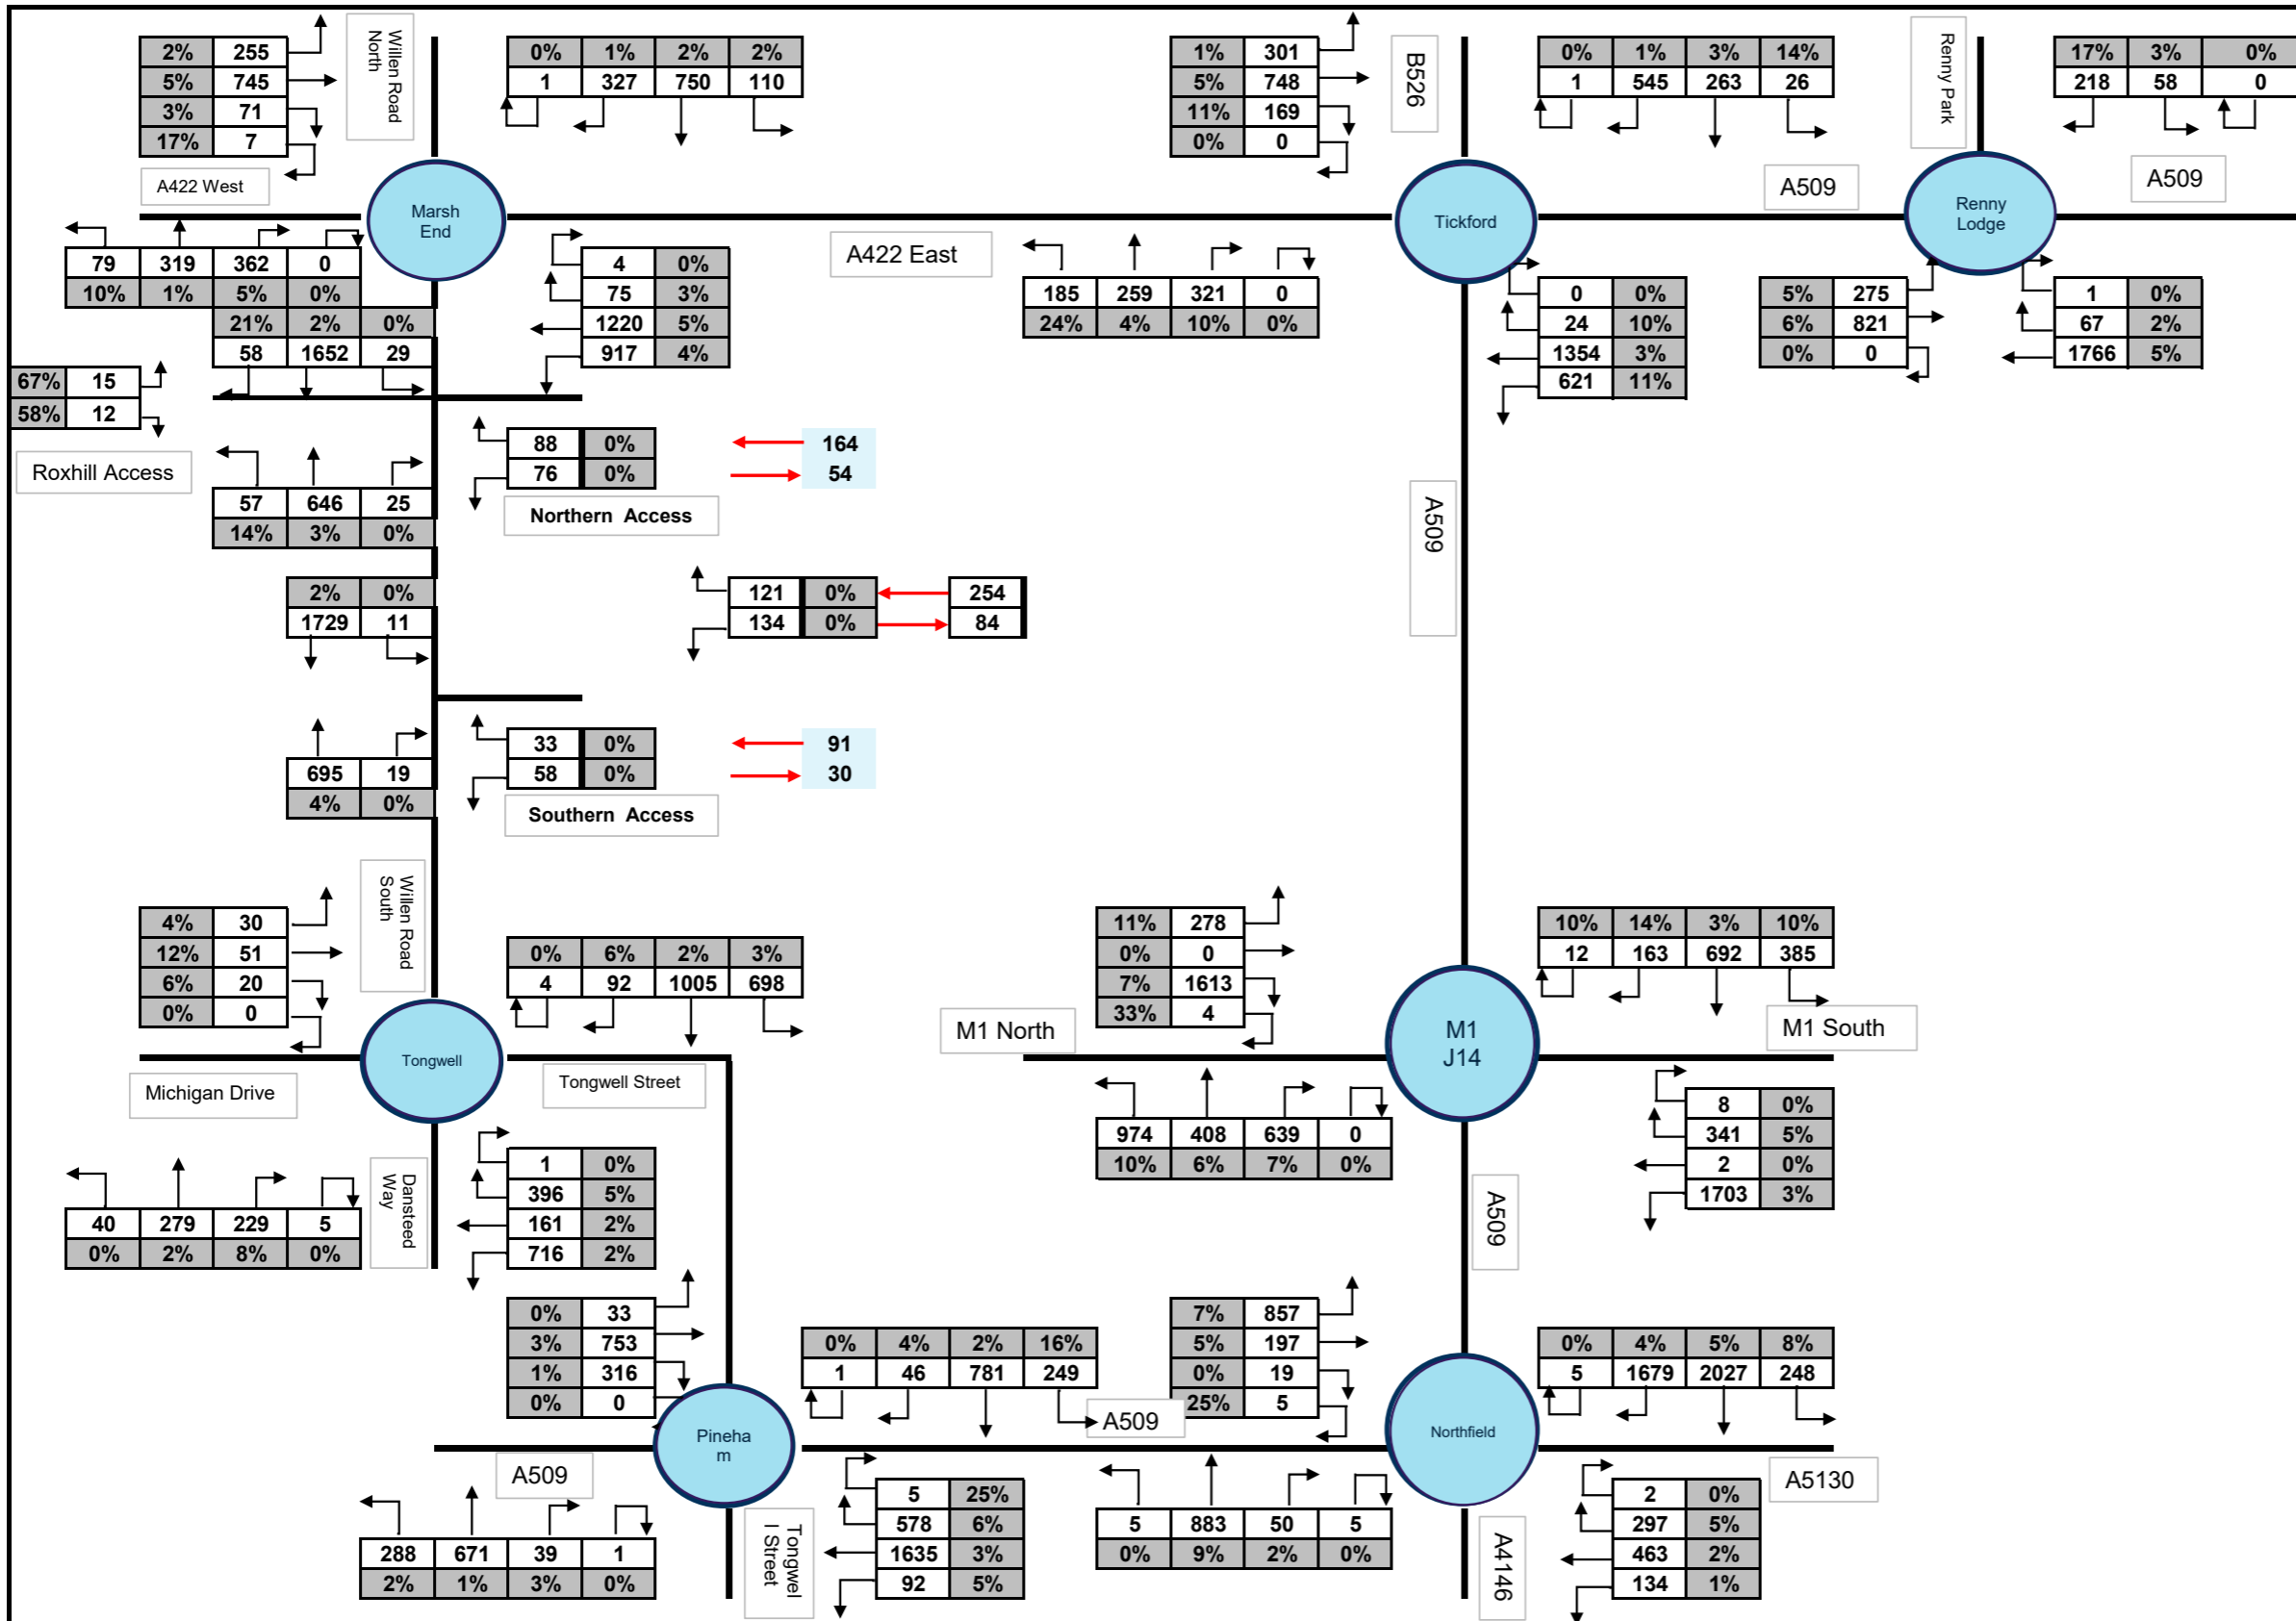 Willen Road
North
2% 255
5% 745
3% 71
17% 7
A422 West
0% 1% 2% 2%
1 327 750 110
Marsh
End
79 319 362 0
10% 1% 5% 0%
4 0%
75 3%
1220 5%
917 4%
A422 East
1% 301
5% 748
11% 169
0% 0
B526
0% 1% 3% 14%
1 545 263 26
Tickford
185 259 321 0
24% 4% 10% 0%
0 0%
24 10%
1354 3%
621 11%
A509
Renny Park
17% 3% 0%
218 58 0
A509
Renny
Lodge
5% 275
6% 821
0% 0
1 0%
67 2%
1766 5%
21% 2% 0%
58 1652 29
67% 15
58% 12
Roxhill Access
57 646 25
14% 3% 0%
88 0%
76 0%
164
54
Northern Access
2% 0%
1729 11
121 0% 254
134 0% 84
A509
695 19
4% 0%
33 0%
58 0%
91
30
Southern Access
Willen Road
South
4% 30
12% 51
6% 20
0% 0
0% 6% 2% 3%
4 92 1005 698
Tongwell
Michigan Drive
Tongwell Street
40 279 229 5
0% 2% 8% 0%
Dansteed
Way
1 0%
396 5%
161 2%
716 2%
11% 278
0% 0
7% 1613
33% 4
10% 14% 3% 10%
12 163 692 385
M1 North
M1
J14
M1 South
974 408 639 0
10% 6% 7% 0%
8 0%
341 5%
2 0%
1703 3%
A509
0% 33
3% 753
1% 316
0% 0
0% 4% 2% 16%
1 46 781 249
Pineha
m
A509
A509
288 671 39 1
2% 1% 3% 0%
Tongwel
l Street
5 25%
578 6%
1635 3%
92 5%
7% 857
5% 197
0% 19
25% 5
0% 4% 5% 8%
5 1679 2027 248
Northfield
5 883 50 5
0% 9% 2% 0%
A4146
2 0%
297 5%
463 2%
134 1%
A5130